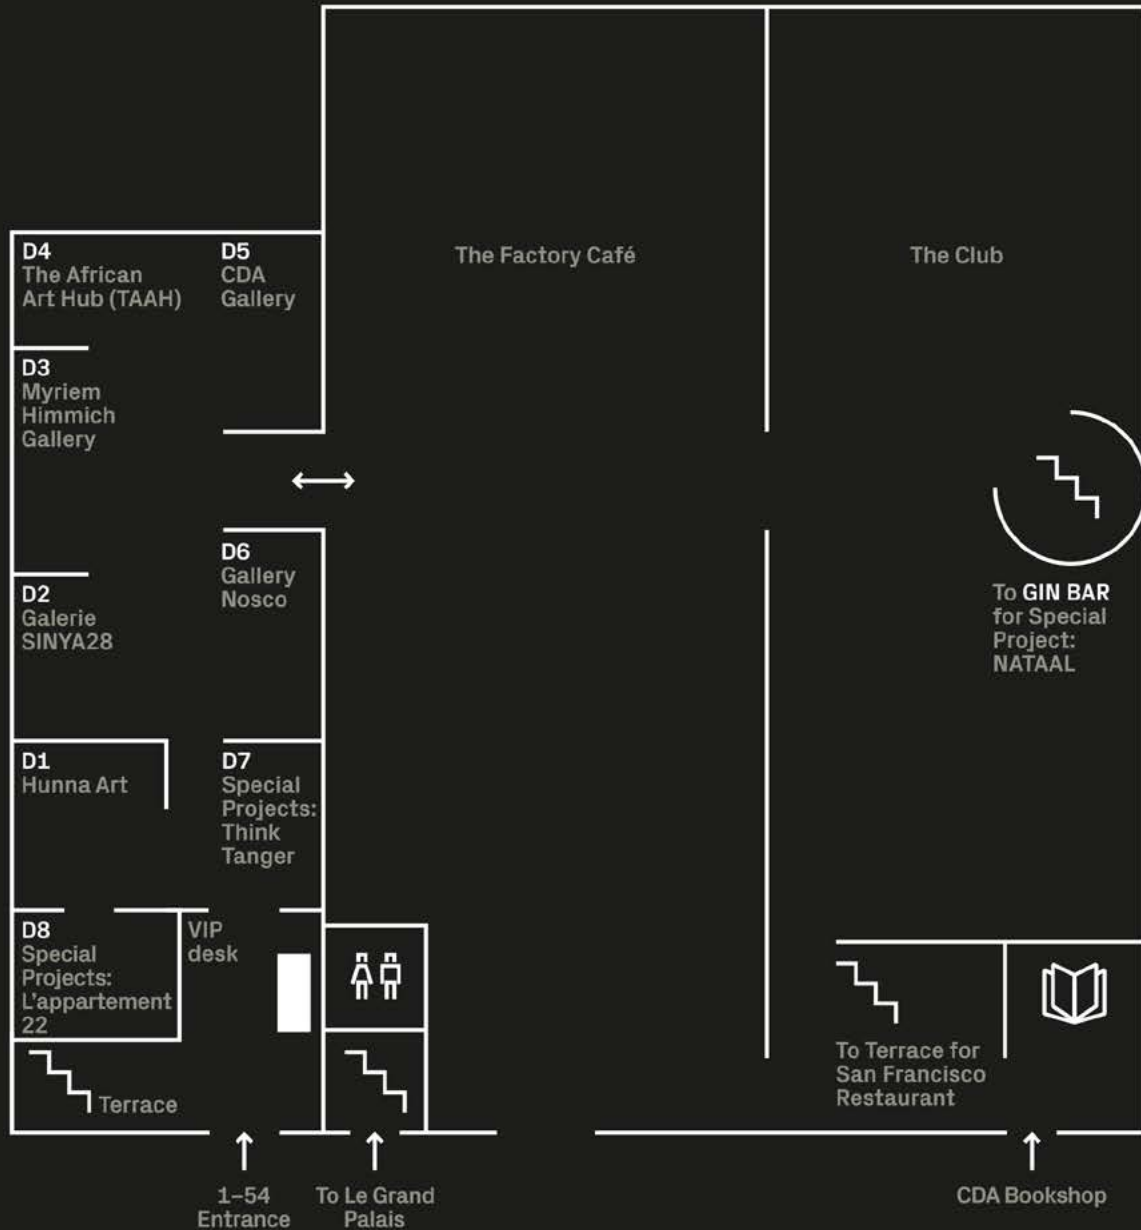 The Factory Café
The Club
D4
The African
Art Hub (TAAH)
D5
CDA
Gallery
D3
Myriem
Himmich
Gallery
D6
Gallery
Nosco
D2
Galerie
SINYA28
To GIN BAR
for Special
Project:
NATAAL
D1
Hunna Art
D7
Special
Projects:
Think
Tanger
D8
Special
Projects:
L'appartement
22
VIP
desk
Terrace
To Terrace for
San Francisco
Restaurant
1–54
Entrance
To Le Grand
Palais
CDA Bookshop